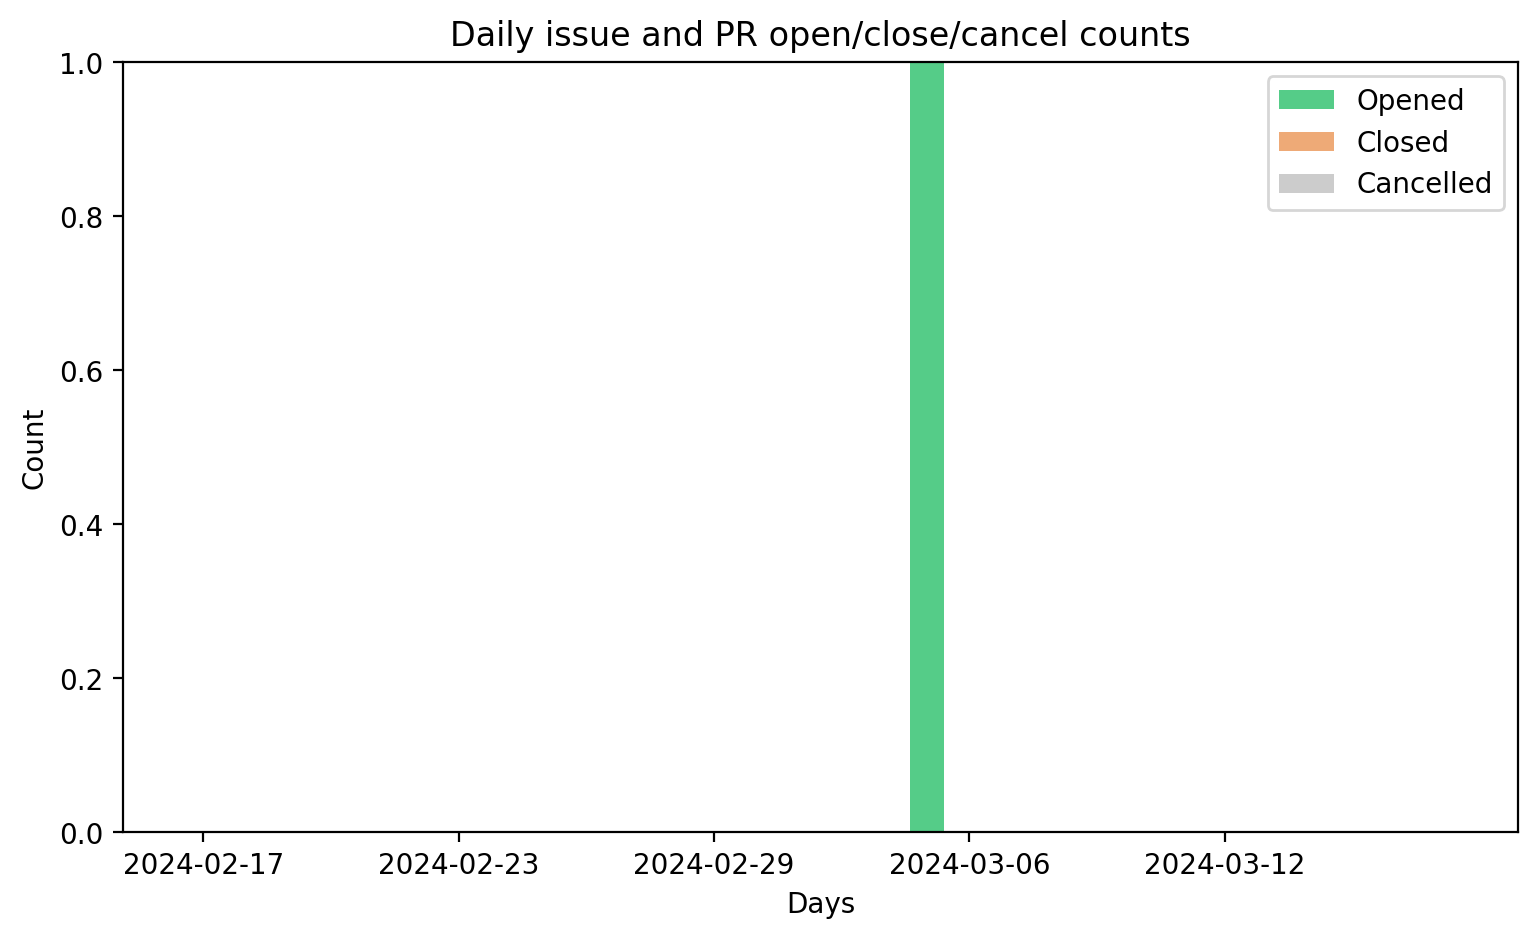 Daily issue and PR open/close/cancel counts
1.0
0.8
0.6
0.4
0.2
0.0
Count
Opened
Closed
Cancelled
2024-02-17
2024-02-23
2024-02-29
2024-03-06
2024-03-12
Days